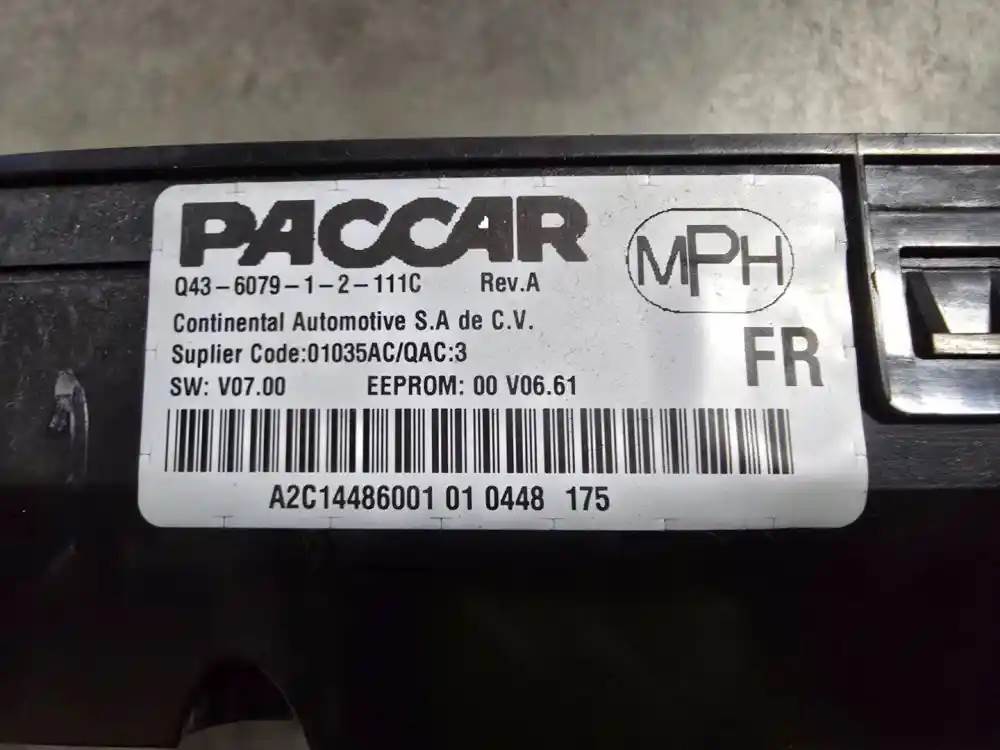 PACCAR
MPH
Q43-6079-1-2-111C Rev.A
Continental Automotive S.A de C.V.
Suplier Code:01035AC/QAC:3
FR
SW: V07.00 EEPROM: 00 V06.61
A2C14486001 01 0448 175